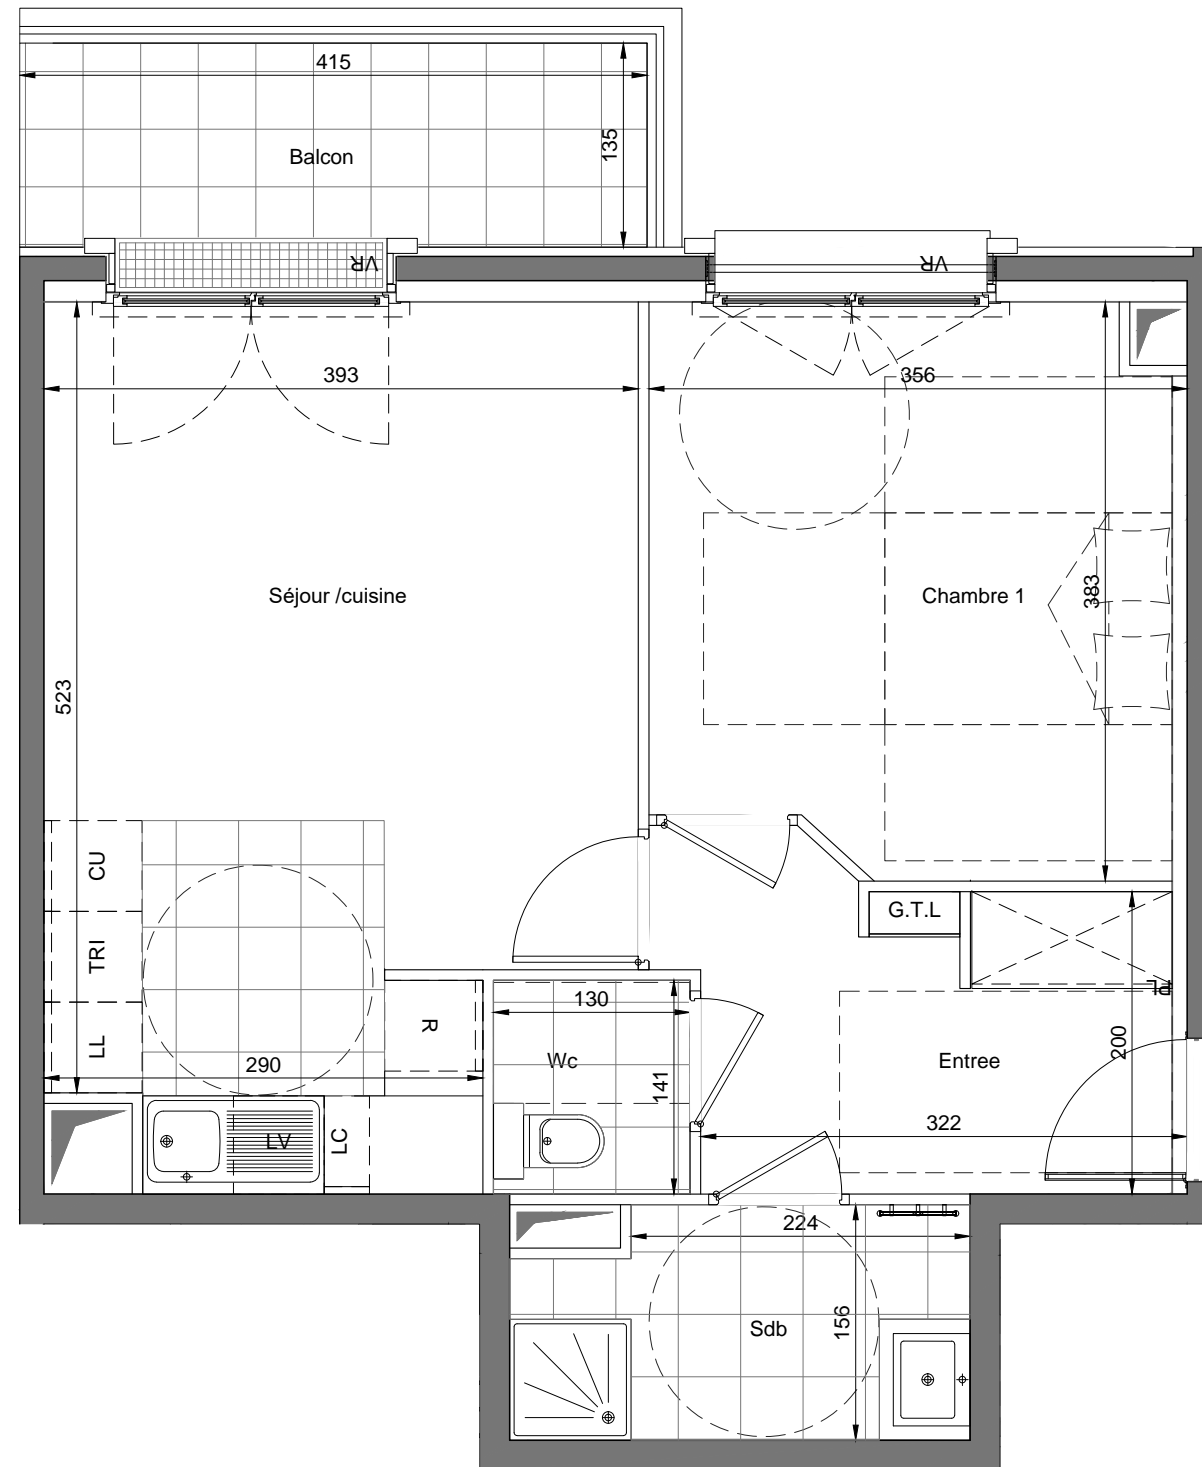 415
135
Balcon
VR
VR
393
356
Séjour /cuisine
Chambre 1
383
523
CU
TRI
LL
G.T.L
PL
R
130
Wc
141
290
200
Entree
322
LV
LC
224
156
Sdb